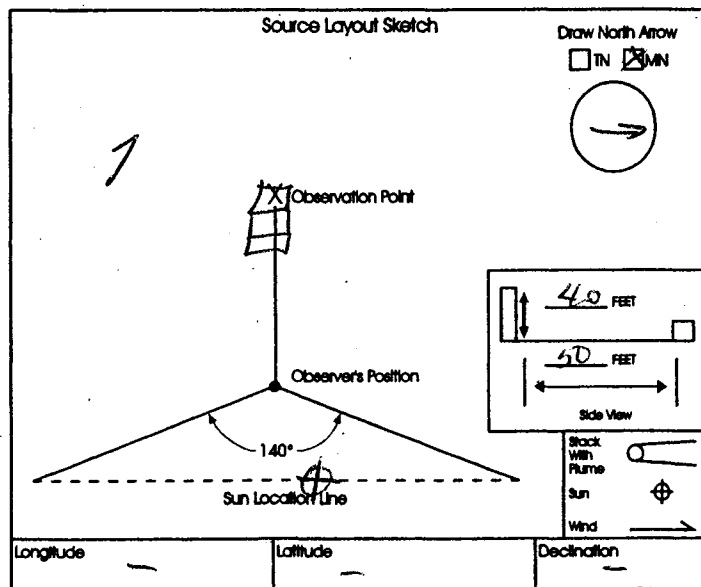 Source Layout Sketch
Draw North Arrow
TN X MN
X Observation Point
40 FEET
50 FEET
Side View
Observer's Position
140°
Sun Location Line
Stack With Plume
Sun
Wind
Longitude
Latitude
Declination
— — —